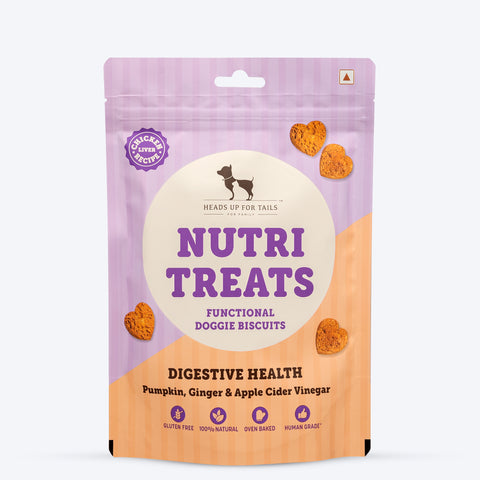 CHICKEN
LIVER
RECIPE
HEADS UP FOR TAILS
FOR FAMILY
NUTRI
TREATS
FUNCTIONAL
DOGGIE BISCUITS
DIGESTIVE HEALTH
Pumpkin, Ginger & Apple Cider Vinegar
GLUTEN FREE
100% NATURAL
OVEN BAKED
HUMAN GRADE*